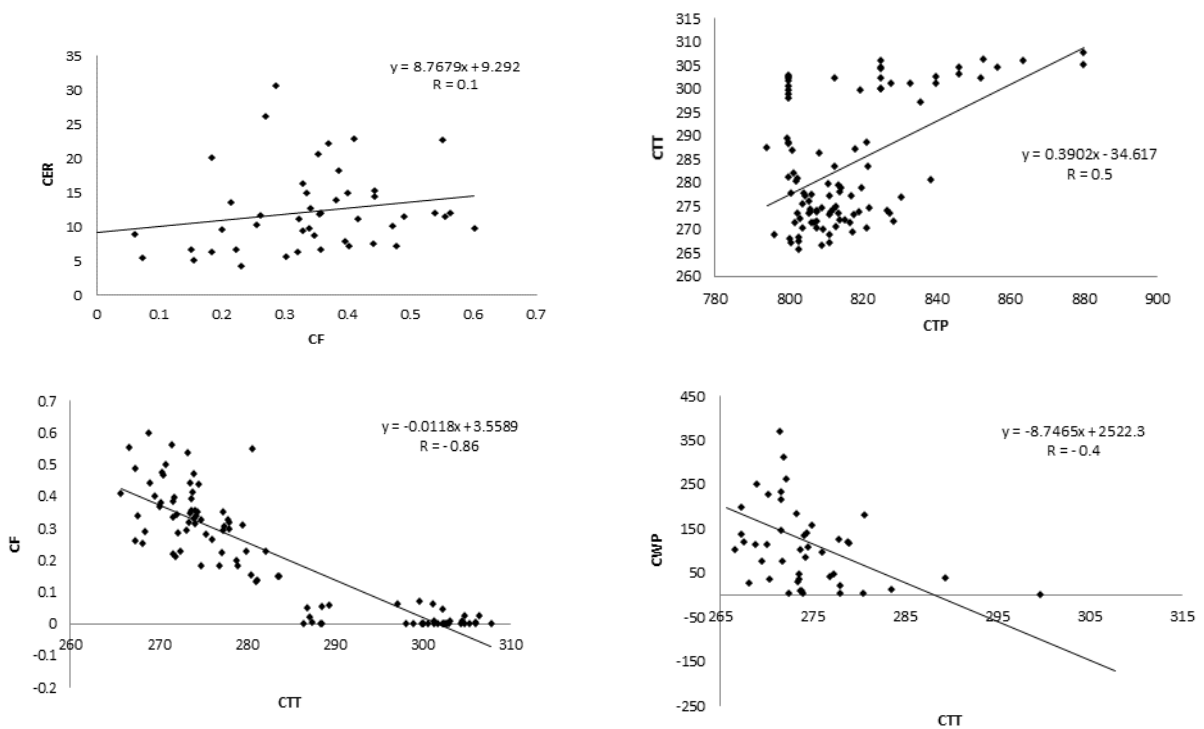 35
30
25
20
15
10
5
0
CER
y = 8.7679x + 9.292
R = 0.1
0 0.1 0.2 0.3 0.4 0.5 0.6 0.7
CF
315
310
305
300
295
290
285
280
275
270
265
260
CTT
y = 0.3902x - 34.617
R = 0.5
780 800 820 840 860 880 900
CTP
0.7
0.6
0.5
0.4
0.3
0.2
0.1
0
-0.1
-0.2
CF
y = -0.0118x + 3.5589
R = - 0.86
260 270 280 290 300 310
CTT
450
350
250
150
50
-50
-150
-250
CWP
y = -8.7465x + 2522.3
R = - 0.4
265 275 285 295 305 315
CTT